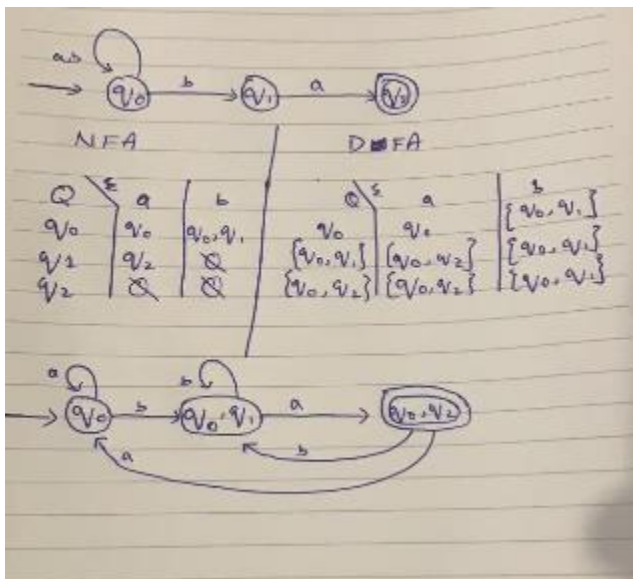 a,b
q0 b q1 a q2
NFA DFA
Q Σ a b
q0 q0 q0,q1
q1 q2 ∅
q2 ∅ ∅
Q Σ a b
q0 q0 {q0,q1}
{q0,q1} {q0,q2} {q0,q1}
{q0,q2} {q0,q2} {q0,q1}
a b
q0 b q0,q1 a q0,q2
b
a